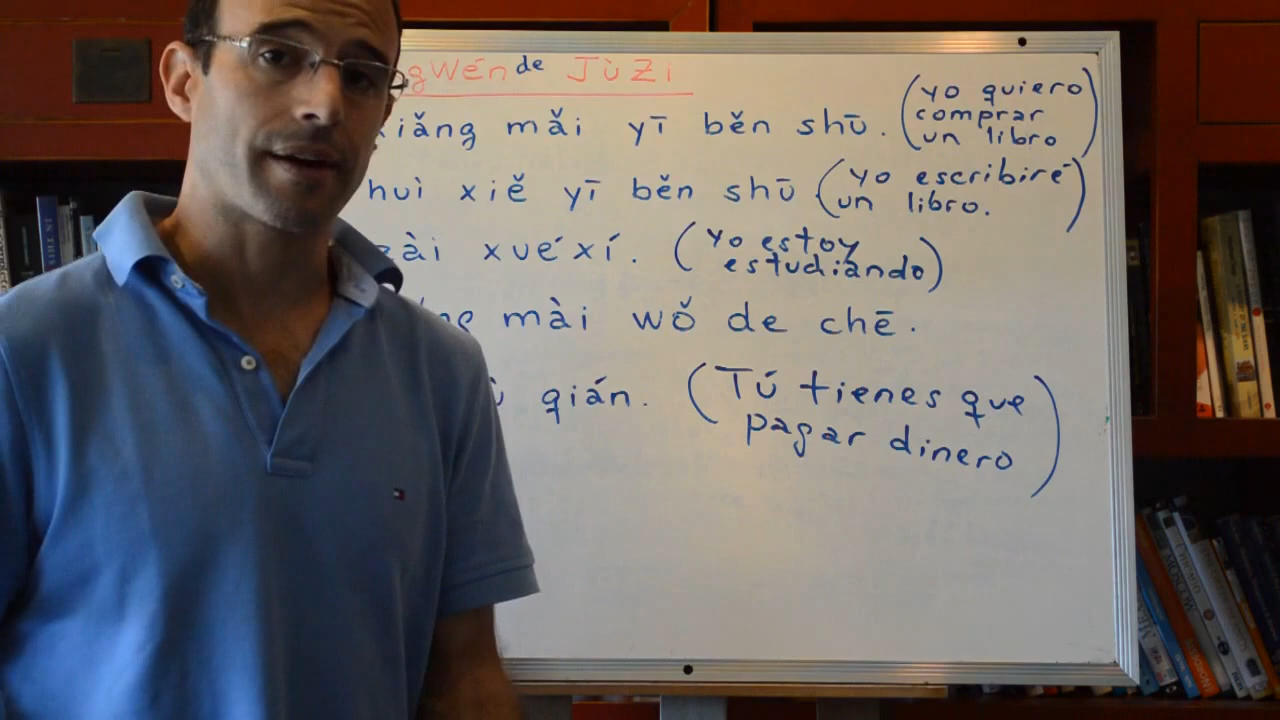 gWén de JùZi
xiǎng mǎi yī běn shū. (yo quiero
comprar
un libro)
huì xiě yī běn shū (yo escribiré
un libro.)
zài xuéxí. (Yo estoy
estudiando)
mài wǒ de chē.
qián. (Tú tienes que
pagar dinero)